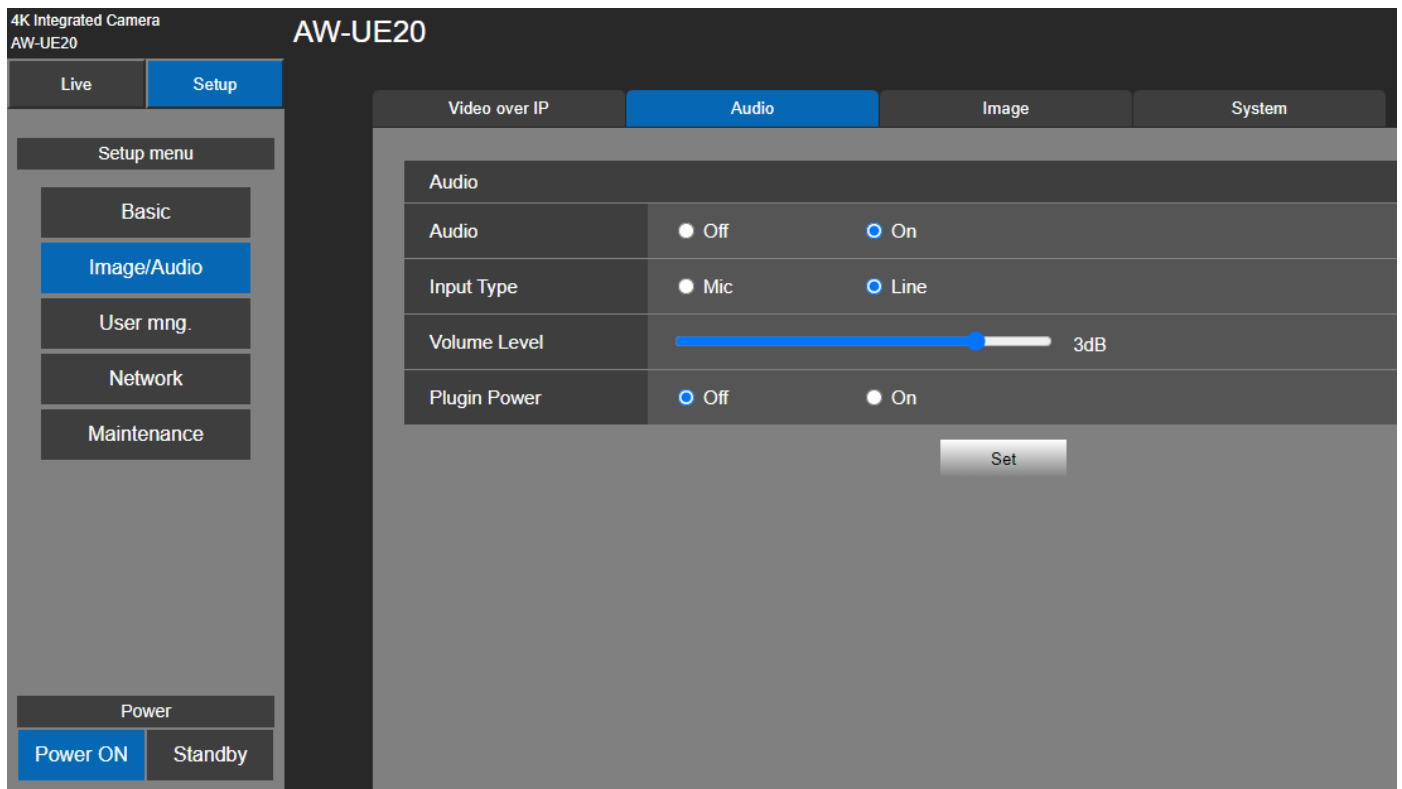 4K Integrated Camera
AW-UE20
AW-UE20
Live Setup
Setup menu
Basic
Image/Audio
User mng.
Network
Maintenance
Power
Power ON Standby
Video over IP Audio Image System
Audio
Audio Off On
Input Type Mic Line
Volume Level 3dB
Plugin Power Off On
Set